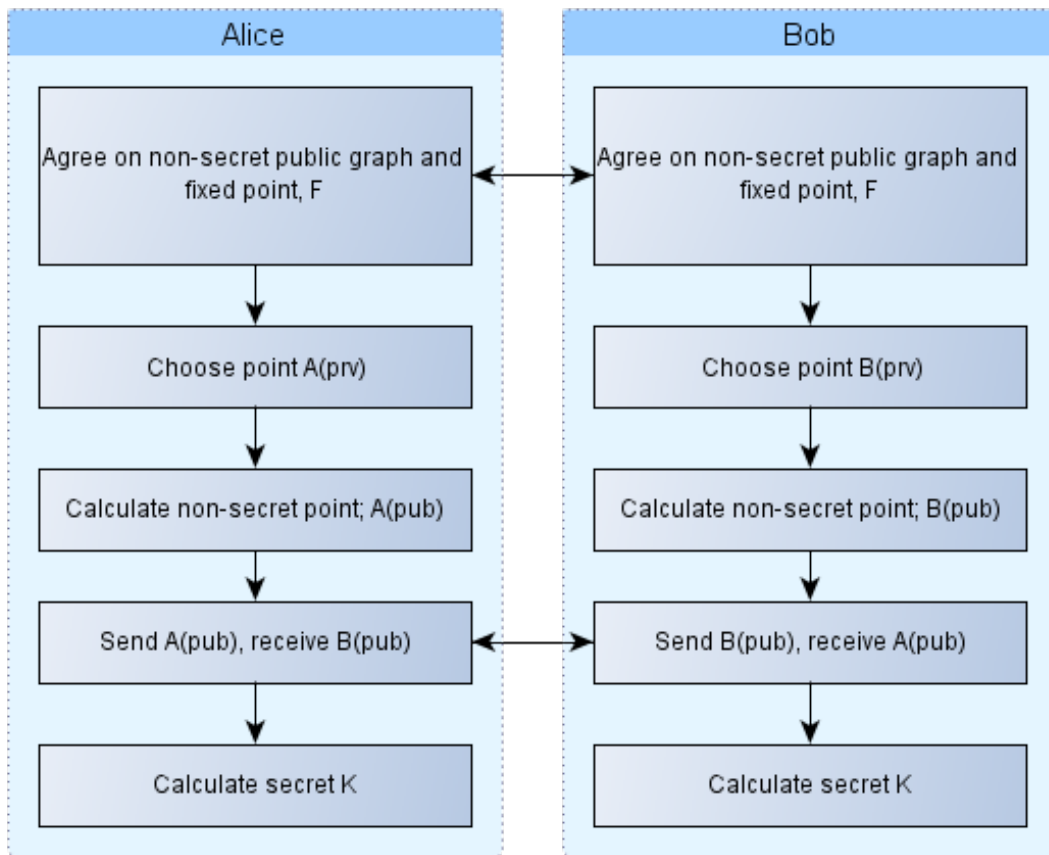 Alice
Agree on non-secret public graph and
fixed point, F
Choose point A(prv)
Calculate non-secret point; A(pub)
Send A(pub), receive B(pub)
Calculate secret K
Bob
Agree on non-secret public graph and
fixed point, F
Choose point B(prv)
Calculate non-secret point; B(pub)
Send B(pub), receive A(pub)
Calculate secret K